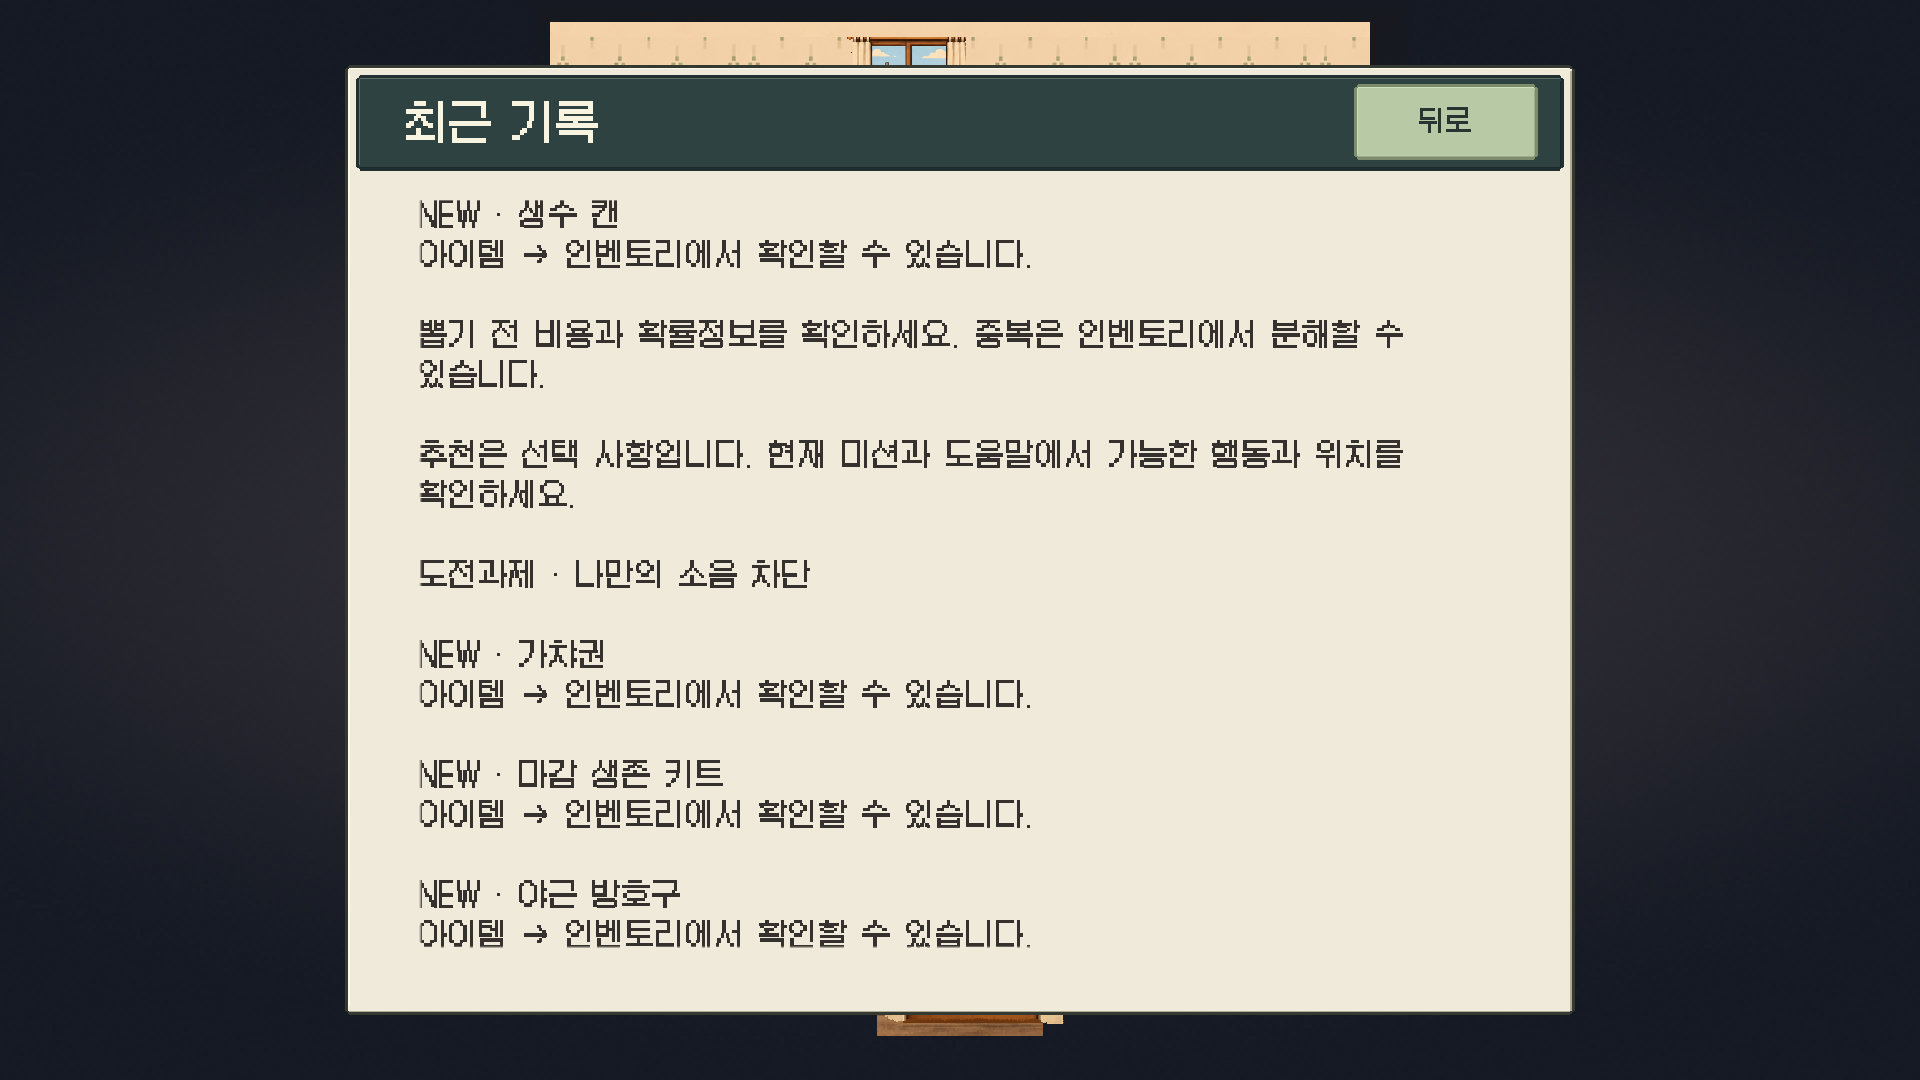 최근 기록
뒤로
NEW · 생수 캔
아이템 → 인벤토리에서 확인할 수 있습니다.
뽑기 전 비용과 확률정보를 확인하세요. 중복은 인벤토리에서 분해할 수
있습니다.
추천은 선택 사항입니다. 현재 미션과 도움말에서 가능한 행동과 위치를
확인하세요.
도전과제 · 나만의 소음 차단
NEW · 가챠권
아이템 → 인벤토리에서 확인할 수 있습니다.
NEW · 마감 생존 키트
아이템 → 인벤토리에서 확인할 수 있습니다.
NEW · 야근 방호구
아이템 → 인벤토리에서 확인할 수 있습니다.